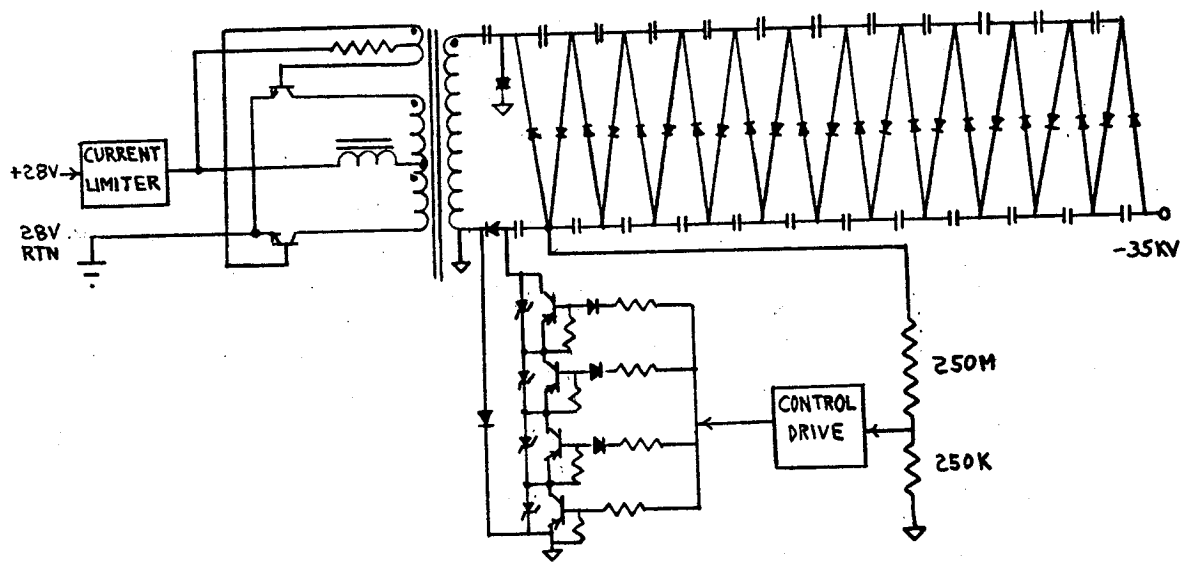 +28V
CURRENT
LIMITER
28V
RTN
-35KV
250M
CONTROL
DRIVE
250K